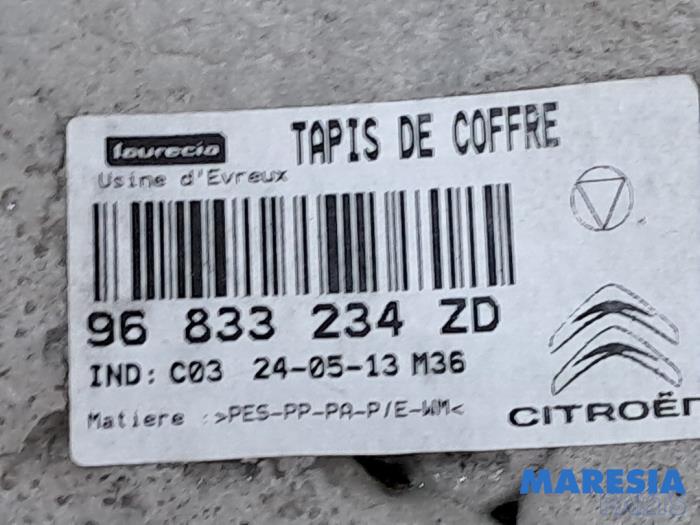 faurecia TAPIS DE COFFRE
Usine d'Evreux
96 833 234 ZD
IND: C03 24-05-13 M36
Matiere :>PES-PP-PA-P/E-WM<
CITROËN
MARESIA